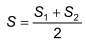 S = (S₁ + S₂) / 2